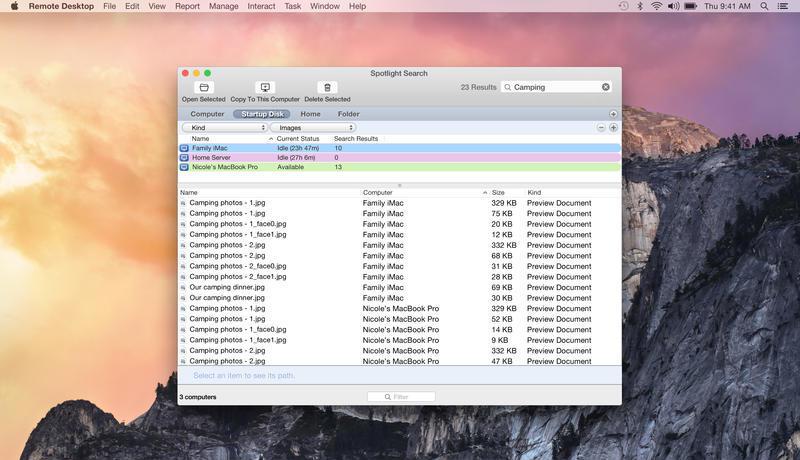 Remote Desktop File Edit View Report Manage Interact Task Window Help Thu 9:41 AM
Spotlight Search
23 Results Camping
Open Selected Copy To This Computer Delete Selected
Computer Startup Disk Home Folder
Kind Images
Name Current Status Search Results
Family iMac Idle (23h 47m) 10
Home Server Idle (27h 6m) 0
Nicole's MacBook Pro Available 13
Name Computer Size Kind
Camping photos - 1.jpg Family iMac 329 KB Preview Document
Camping photos - 1.jpg Family iMac 75 KB Preview Document
Camping photos - 1_face0.jpg Family iMac 20 KB Preview Document
Camping photos - 1_face1.jpg Family iMac 12 KB Preview Document
Camping photos - 2.jpg Family iMac 332 KB Preview Document
Camping photos - 2.jpg Family iMac 68 KB Preview Document
Camping photos - 2_face0.jpg Family iMac 31 KB Preview Document
Camping photos - 2_face1.jpg Family iMac 28 KB Preview Document
Our camping dinner.jpg Family iMac 69 KB Preview Document
Our camping dinner.jpg Family iMac 30 KB Preview Document
Camping photos - 1.jpg Nicole's MacBook Pro 329 KB Preview Document
Camping photos - 1.jpg Nicole's MacBook Pro 52 KB Preview Document
Camping photos - 1_face0.jpg Nicole's MacBook Pro 14 KB Preview Document
Camping photos - 1_face1.jpg Nicole's MacBook Pro 9 KB Preview Document
Camping photos - 2.jpg Nicole's MacBook Pro 332 KB Preview Document
Camping photos - 2.jpg Nicole's MacBook Pro 47 KB Preview Document
Select an item to see its path.
3 computers Filter